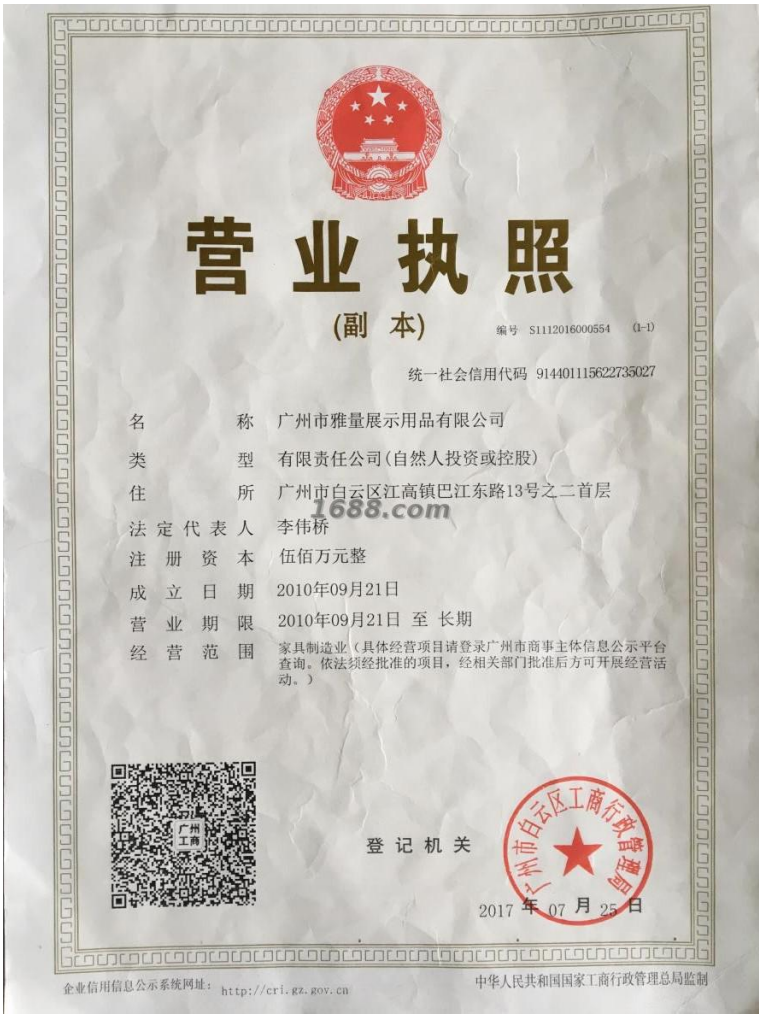 营业执照
(副 本)
编号 S1112016000554 (1-1)
统一社会信用代码 914401115622735027
名 称 广州市雅量展示用品有限公司
类 型 有限责任公司(自然人投资或控股)
住 所 广州市白云区江高镇巴江东路13号之二首层
1688.com
法定代表人 李伟桥
注册资本 伍佰万元整
成立日期 2010年09月21日
营业期限 2010年09月21日 至 长期
经营范围 家具制造业(具体经营项目请登录广州市商事主体信息公示平台
查询。依法须经批准的项目,经相关部门批准后方可开展经营活
动。)
广州
工商
登记机关
广州市白云区工商行政管理局
2017 年 07 月 25 日
企业信用信息公示系统网址: http://cri.gz.gov.cn
中华人民共和国国家工商行政管理总局监制